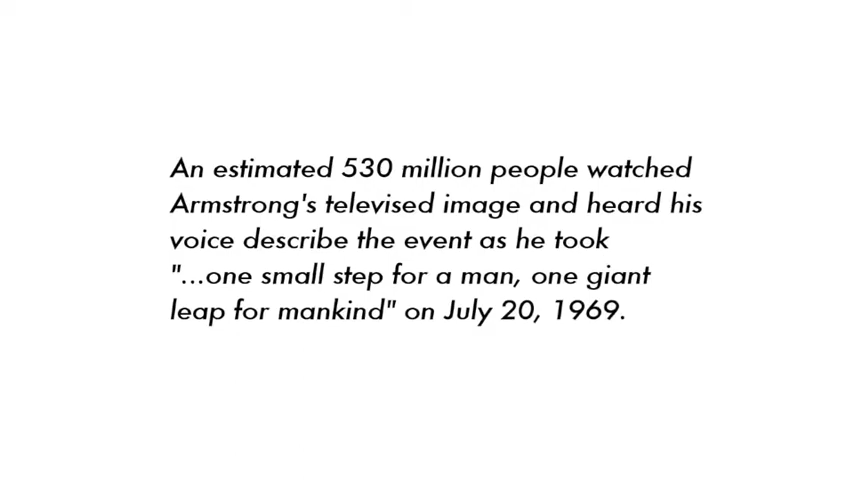 An estimated 530 million people watched
Armstrong's televised image and heard his
voice describe the event as he took
"...one small step for a man, one giant
leap for mankind" on July 20, 1969.